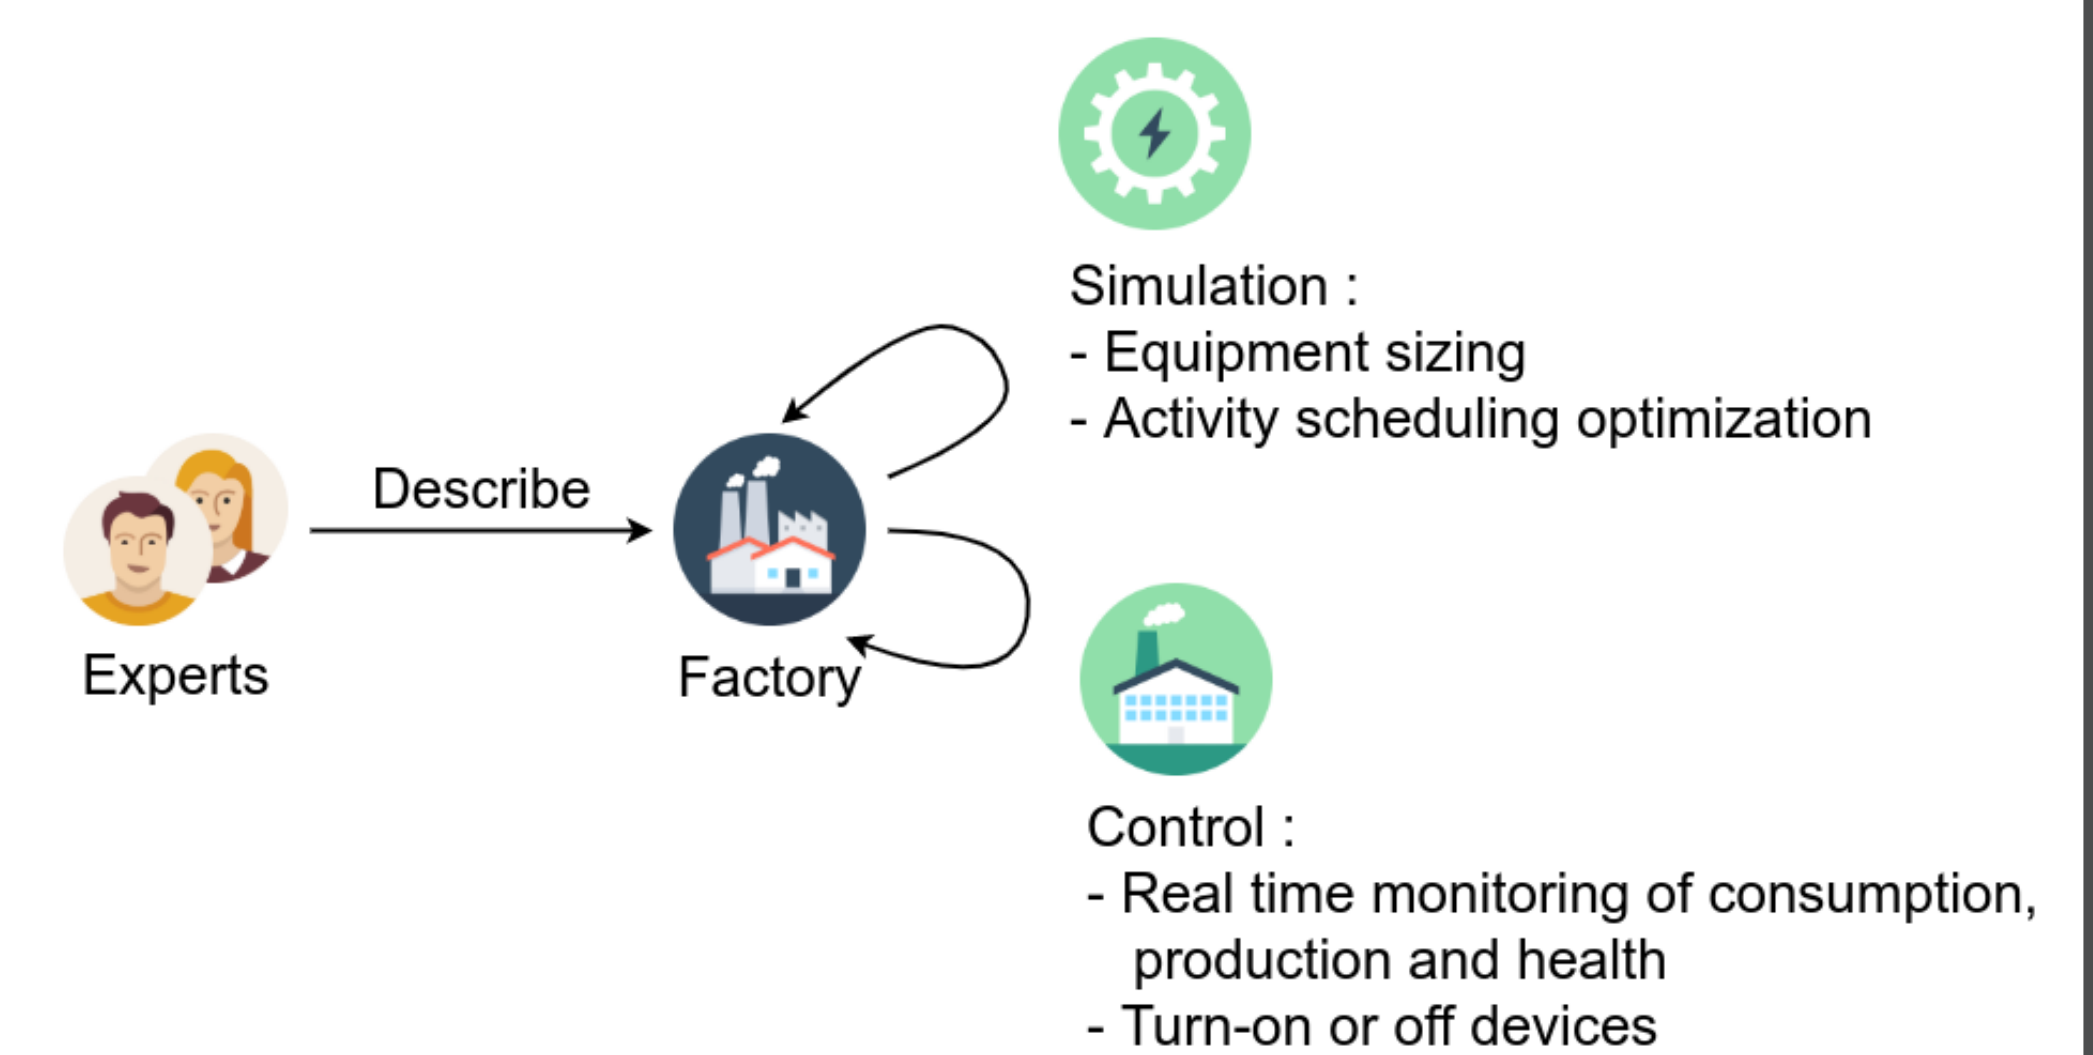 Simulation :
- Equipment sizing
- Activity scheduling optimization
Describe
Experts
Factory
Control :
- Real time monitoring of consumption,
production and health
- Turn-on or off devices